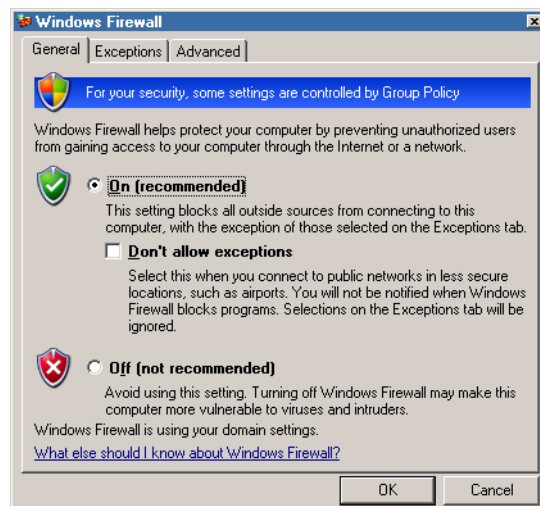 Windows Firewall
General Exceptions Advanced
For your security, some settings are controlled by Group Policy
Windows Firewall helps protect your computer by preventing unauthorized users
from gaining access to your computer through the Internet or a network.
On (recommended)
This setting blocks all outside sources from connecting to this
computer, with the exception of those selected on the Exceptions tab.
Don't allow exceptions
Select this when you connect to public networks in less secure
locations, such as airports. You will not be notified when Windows
Firewall blocks programs. Selections on the Exceptions tab will be
ignored.
Off (not recommended)
Avoid using this setting. Turning off Windows Firewall may make this
computer more vulnerable to viruses and intruders.
Windows Firewall is using your domain settings.
What else should I know about Windows Firewall?
OK Cancel